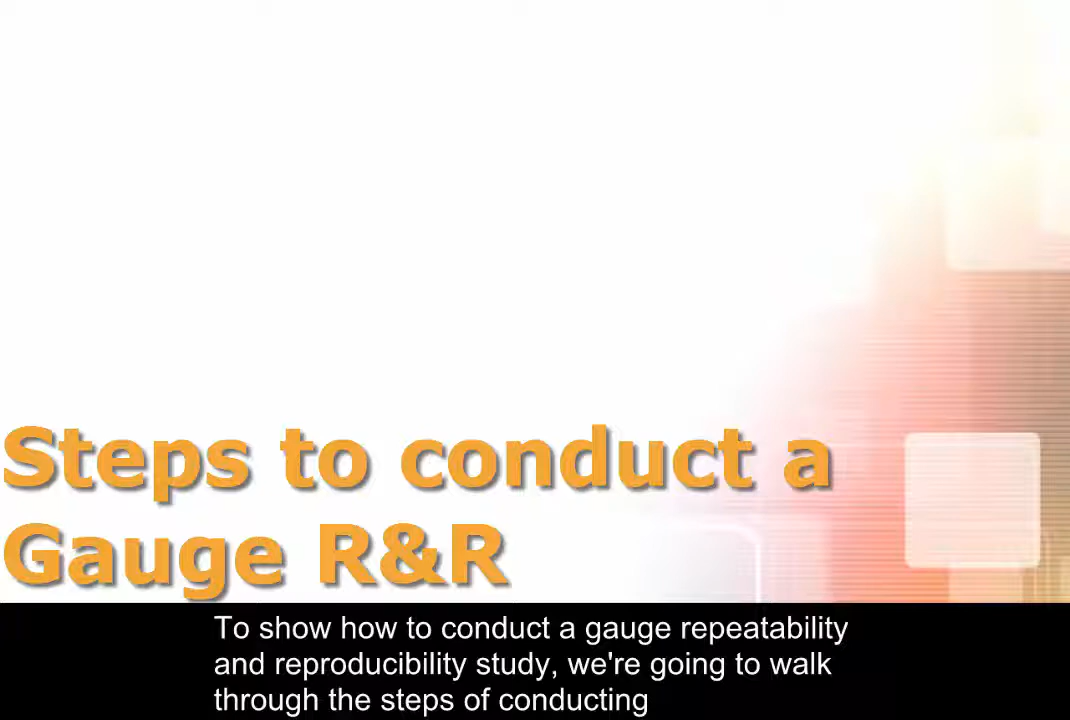 Steps to conduct a
Gauge R&R
To show how to conduct a gauge repeatability
and reproducibility study, we're going to walk
through the steps of conducting